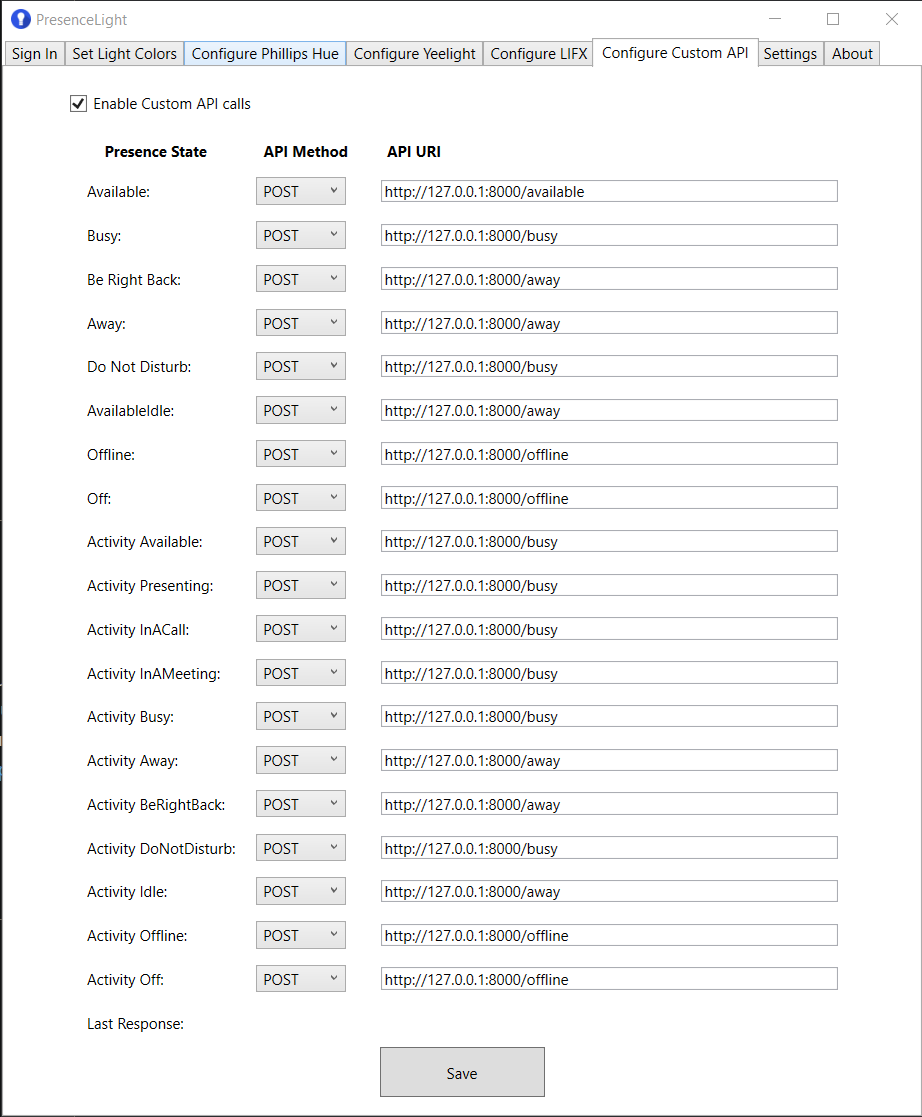 PresenceLight
Sign In Set Light Colors Configure Phillips Hue Configure Yeelight Configure LIFX Configure Custom API Settings About
Enable Custom API calls
Presence State API Method API URI
Available: POST http://127.0.0.1:8000/available
Busy: POST http://127.0.0.1:8000/busy
Be Right Back: POST http://127.0.0.1:8000/away
Away: POST http://127.0.0.1:8000/away
Do Not Disturb: POST http://127.0.0.1:8000/busy
AvailableIdle: POST http://127.0.0.1:8000/away
Offline: POST http://127.0.0.1:8000/offline
Off: POST http://127.0.0.1:8000/offline
Activity Available: POST http://127.0.0.1:8000/busy
Activity Presenting: POST http://127.0.0.1:8000/busy
Activity InACall: POST http://127.0.0.1:8000/busy
Activity InAMeeting: POST http://127.0.0.1:8000/busy
Activity Busy: POST http://127.0.0.1:8000/busy
Activity Away: POST http://127.0.0.1:8000/away
Activity BeRightBack: POST http://127.0.0.1:8000/away
Activity DoNotDisturb: POST http://127.0.0.1:8000/busy
Activity Idle: POST http://127.0.0.1:8000/away
Activity Offline: POST http://127.0.0.1:8000/offline
Activity Off: POST http://127.0.0.1:8000/offline
Last Response:
Save